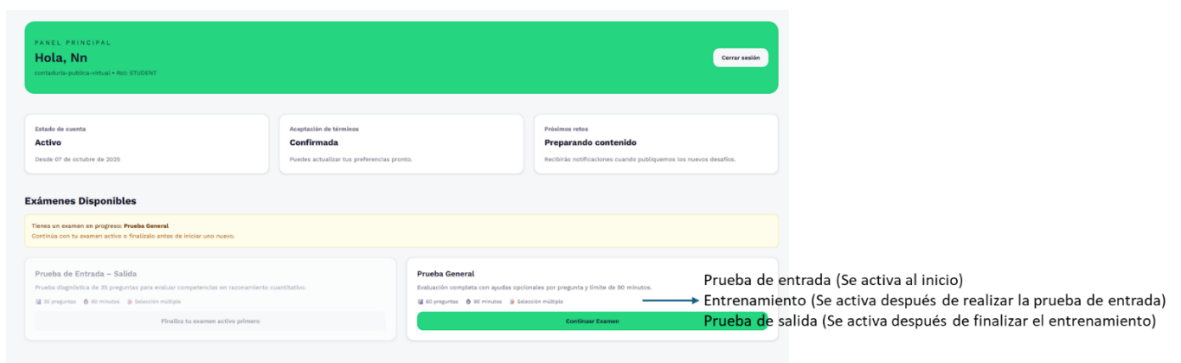 PANEL PRINCIPAL
Hola, Nn
contaduria-publica-virtual • Rol: STUDENT
Cerrar sesión
Estado de cuenta
Activo
Desde 07 de octubre de 2025
Aceptación de términos
Confirmada
Puedes actualizar tus preferencias pronto.
Próximos retos
Preparando contenido
Recibirás notificaciones cuando publiquemos los nuevos desafíos.
Exámenes Disponibles
Tienes un examen en progreso: Prueba General
Continúa con tu examen activo o finalízalo antes de iniciar uno nuevo.
Prueba de Entrada – Salida
Prueba diagnóstica de 35 preguntas para evaluar competencias en razonamiento cuantitativo.
35 preguntas 90 minutos Selección múltiple
Finaliza tu examen activo primero
Prueba General
Evaluación completa con ayudas opcionales por pregunta y límite de 90 minutos.
60 preguntas 90 minutos Selección múltiple
Continuar Examen
Prueba de entrada (Se activa al inicio)
Entrenamiento (Se activa después de realizar la prueba de entrada)
Prueba de salida (Se activa después de finalizar el entrenamiento)